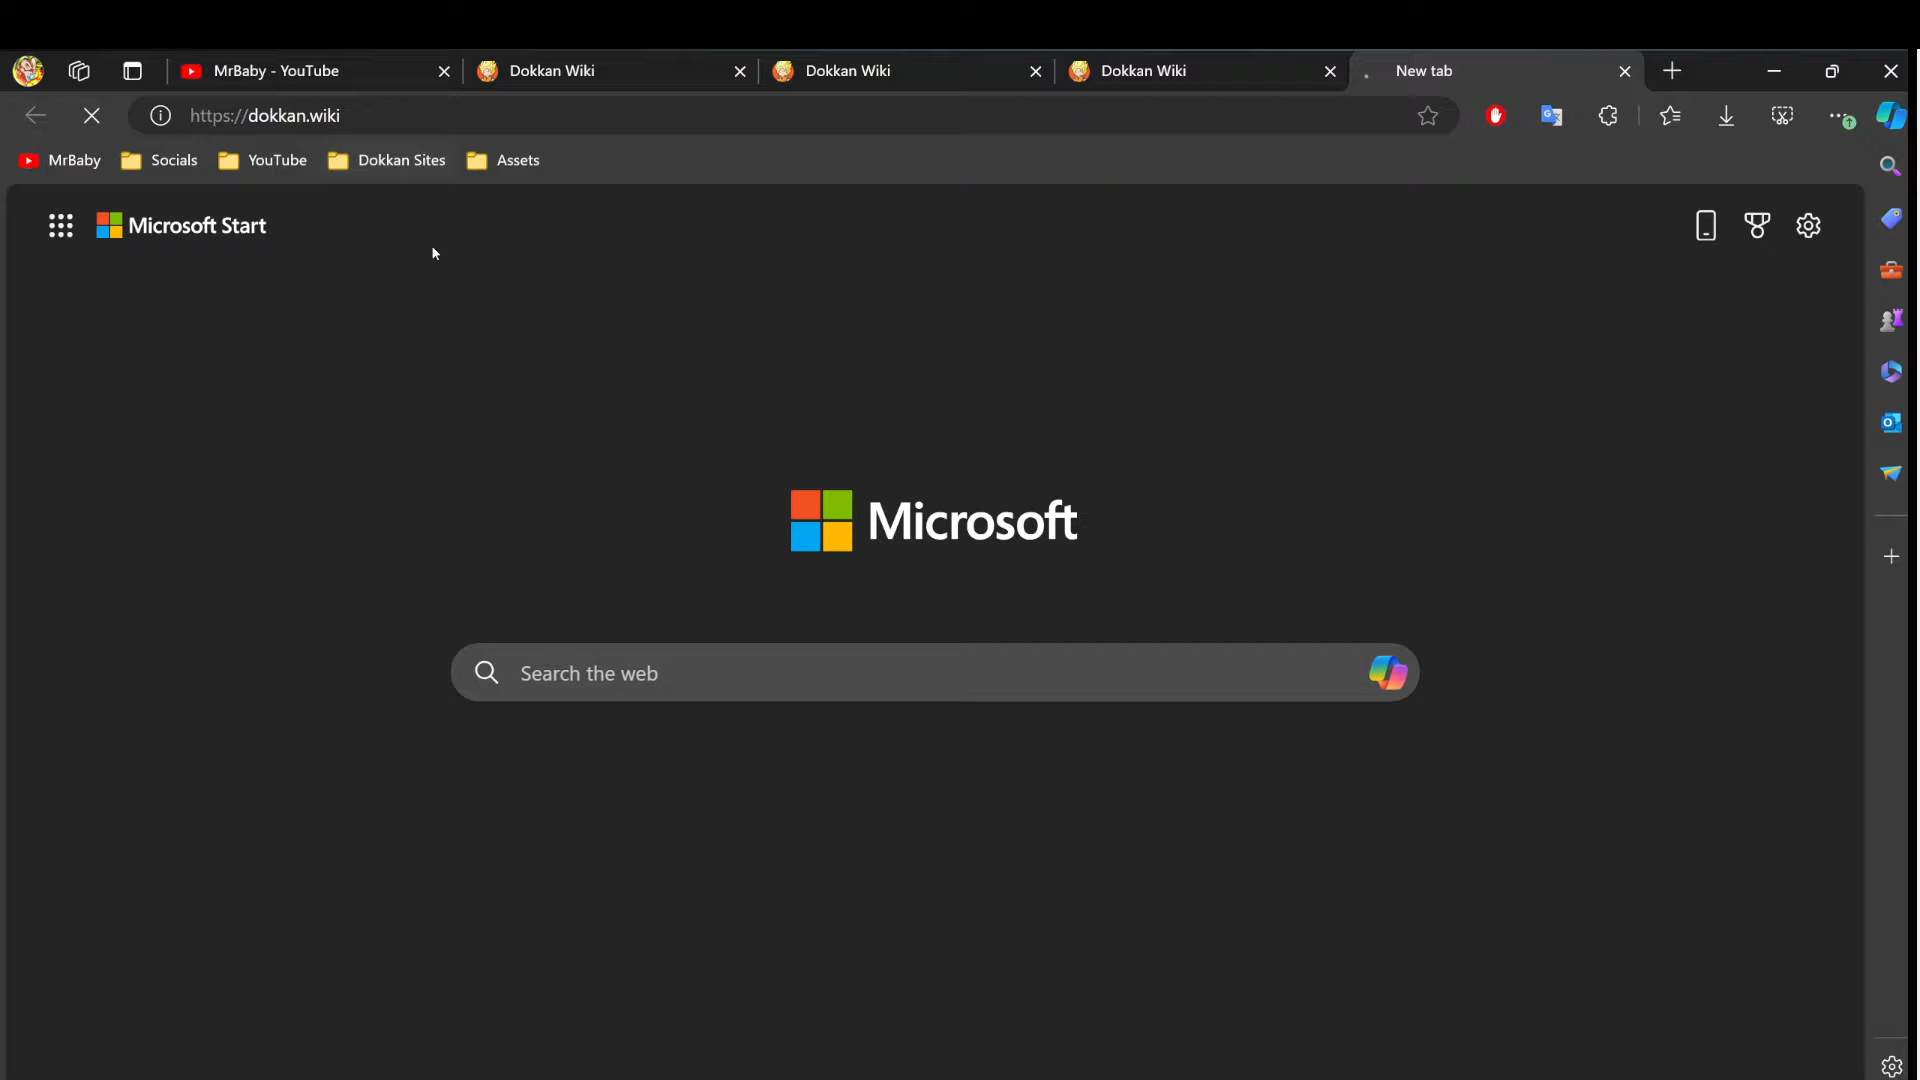 MrBaby - YouTube
Dokkan Wiki
Dokkan Wiki
Dokkan Wiki
New tab
https://dokkan.wiki
MrBaby
Socials
YouTube
Dokkan Sites
Assets
Microsoft Start
Microsoft
Search the web